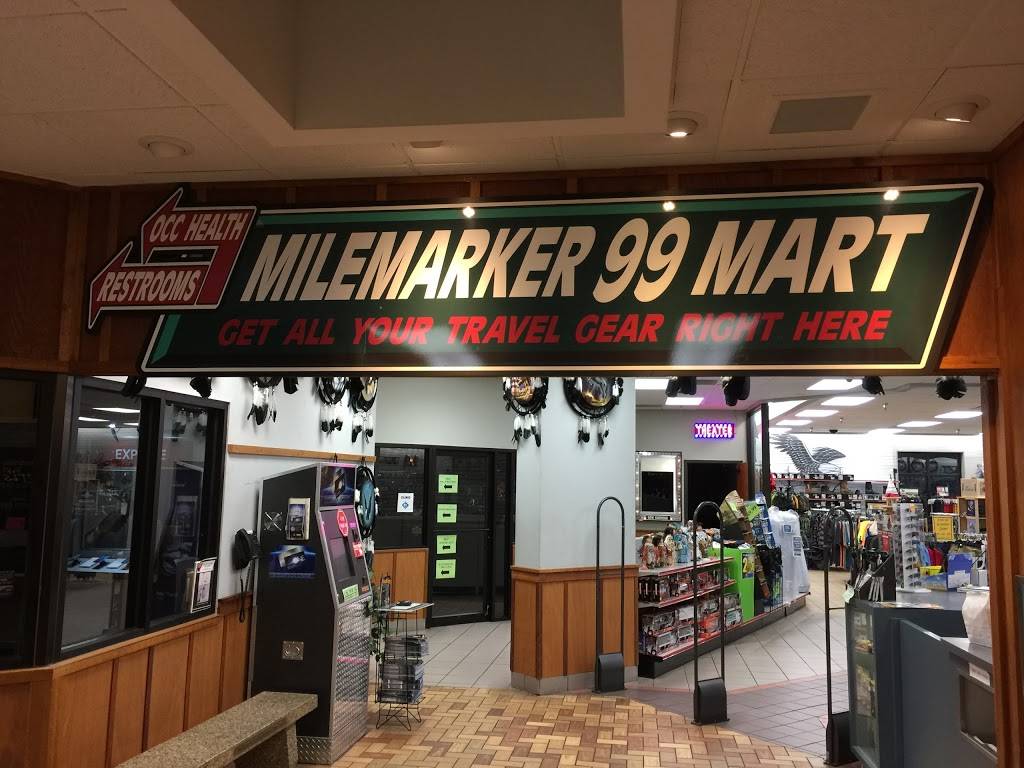 OCC HEALTH
RESTROOMS
MILEMARKER 99 MART
GET ALL YOUR TRAVEL GEAR RIGHT HERE
THEATER